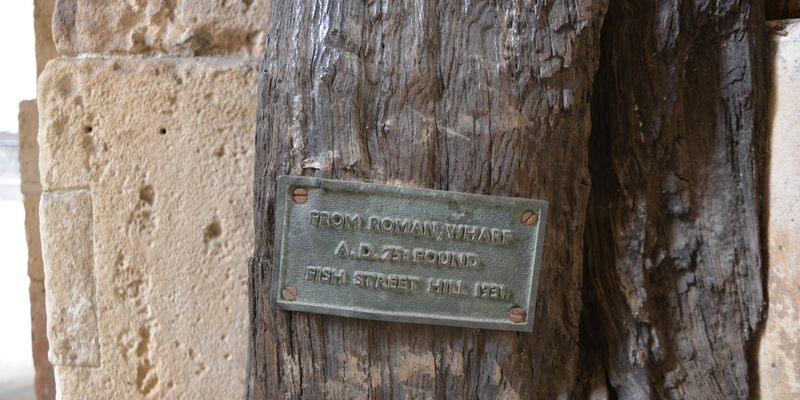 FROM ROMAN WHARF
A.D. 75. FOUND
FISH STREET HILL 1931.